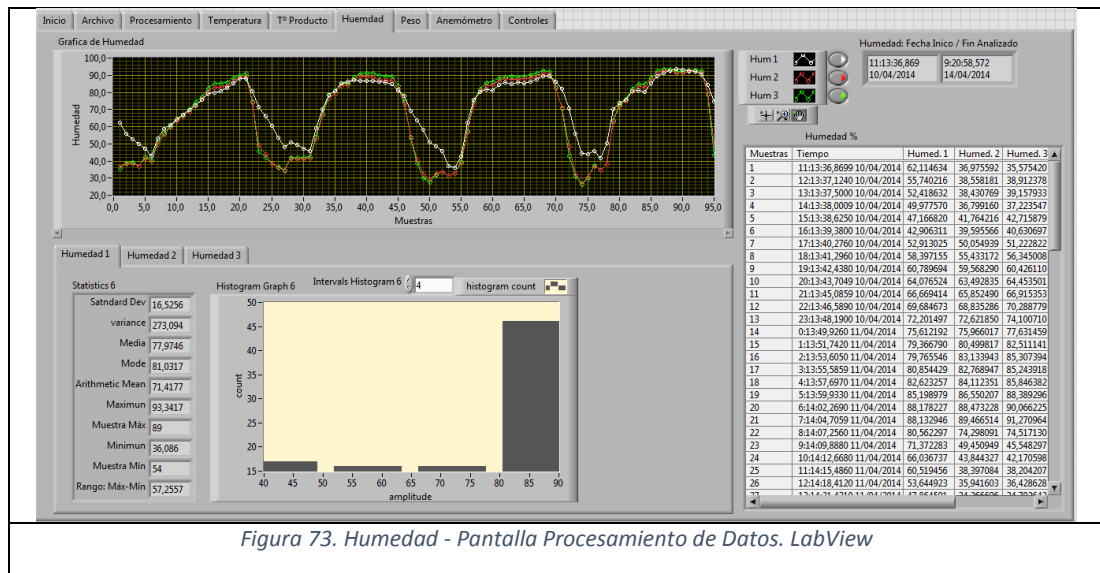 Inicio Archivo Procesamiento Temperatura Tº Producto Huemdad Peso Anemómetro Controles
Grafica de Humedad
100,0
90,0
80,0
70,0
60,0
50,0
40,0
30,0
20,0
Humedad
0,0 5,0 10,0 15,0 20,0 25,0 30,0 35,0 40,0 45,0 50,0 55,0 60,0 65,0 70,0 75,0 80,0 85,0 90,0 95,0
Muestras
Hum 1
Hum 2
Hum 3
Humedad: Fecha Inico / Fin Analizado
11:13:36,869 9:20:58,572
10/04/2014 14/04/2014
Humedad %
Muestras Tiempo Humed. 1 Humed. 2 Humed. 3
1 11:13:36,8699 10/04/2014 62,114634 36,975592 35,575420
2 12:13:37,1240 10/04/2014 55,740216 38,558181 38,912378
3 13:13:37,5000 10/04/2014 52,418632 38,430769 39,157933
4 14:13:38,0009 10/04/2014 49,977570 36,799160 37,223547
5 15:13:38,6250 10/04/2014 47,166820 41,764216 42,715879
6 16:13:39,3800 10/04/2014 42,906311 39,595566 40,630697
7 17:13:40,2760 10/04/2014 52,913025 50,054939 51,222822
8 18:13:41,2960 10/04/2014 58,397155 55,433172 56,345008
9 19:13:42,4380 10/04/2014 60,789694 59,568290 60,426110
10 20:13:43,7049 10/04/2014 64,076524 63,492835 64,453501
11 21:13:45,0859 10/04/2014 66,669414 65,852490 66,915353
12 22:13:46,5890 10/04/2014 69,684673 68,835286 70,288779
13 23:13:48,1900 10/04/2014 72,201497 72,621850 74,100710
14 0:13:49,9260 11/04/2014 75,612192 75,966017 77,631459
15 1:13:51,7420 11/04/2014 79,366790 80,499817 82,511141
16 2:13:53,6050 11/04/2014 79,765546 83,133943 85,307394
17 3:13:55,5859 11/04/2014 80,854429 82,768947 85,243918
18 4:13:57,6970 11/04/2014 82,623257 84,112351 85,846382
19 5:13:59,9330 11/04/2014 85,198979 86,550207 88,389296
20 6:14:02,2690 11/04/2014 88,178227 88,473228 90,066225
21 7:14:04,7059 11/04/2014 88,132946 89,466514 91,270964
22 8:14:07,2560 11/04/2014 80,562297 74,298091 74,517130
23 9:14:09,8880 11/04/2014 71,372283 49,450949 45,548297
24 10:14:12,6680 11/04/2014 66,036737 43,844327 42,170598
25 11:14:15,4860 11/04/2014 60,519456 38,397084 38,204207
26 12:14:18,4120 11/04/2014 53,644923 35,941603 36,428628
Humedad 1 Humedad 2 Humedad 3
Statistics 6
Satndard Dev 16,5256
variance 273,094
Media 77,9746
Mode 81,0317
Arithmetic Mean 71,4177
Maximun 93,3417
Muestra Máx 89
Minimun 36,086
Muestra Mín 54
Rango: Máx-Mín 57,2557
Histogram Graph 6 Intervals Histogram 6 4 histogram count
50
45
40
35
30
25
20
15
count
40 45 50 55 60 65 70 75 80 85 90
amplitude
Figura 73. Humedad - Pantalla Procesamiento de Datos. LabView